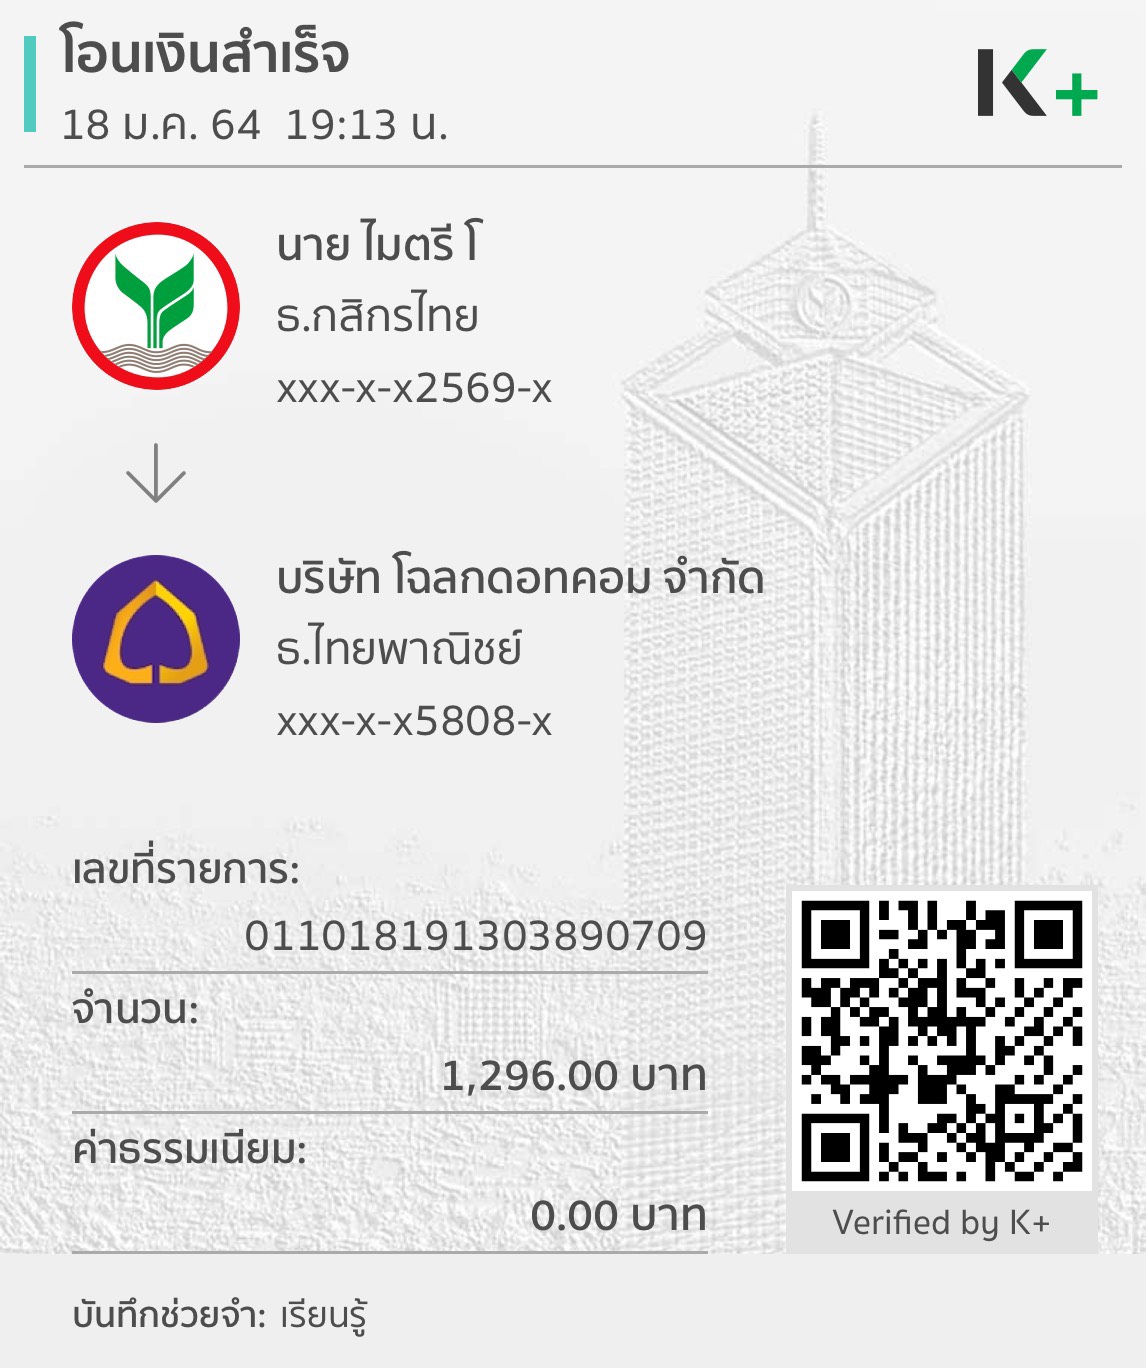 โอนเงินสำเร็จ
18 ม.ค. 64 19:13 น.
K+
นาย ไมตรี โ
ธ.กสิกรไทย
xxx-x-x2569-x
บริษัท โฉลกดอทคอม จำกัด
ธ.ไทยพาณิชย์
xxx-x-x5808-x
เลขที่รายการ:
011018191303890709
จำนวน:
1,296.00 บาท
ค่าธรรมเนียม:
0.00 บาท
Verified by K+
บันทึกช่วยจำ: เรียนรู้